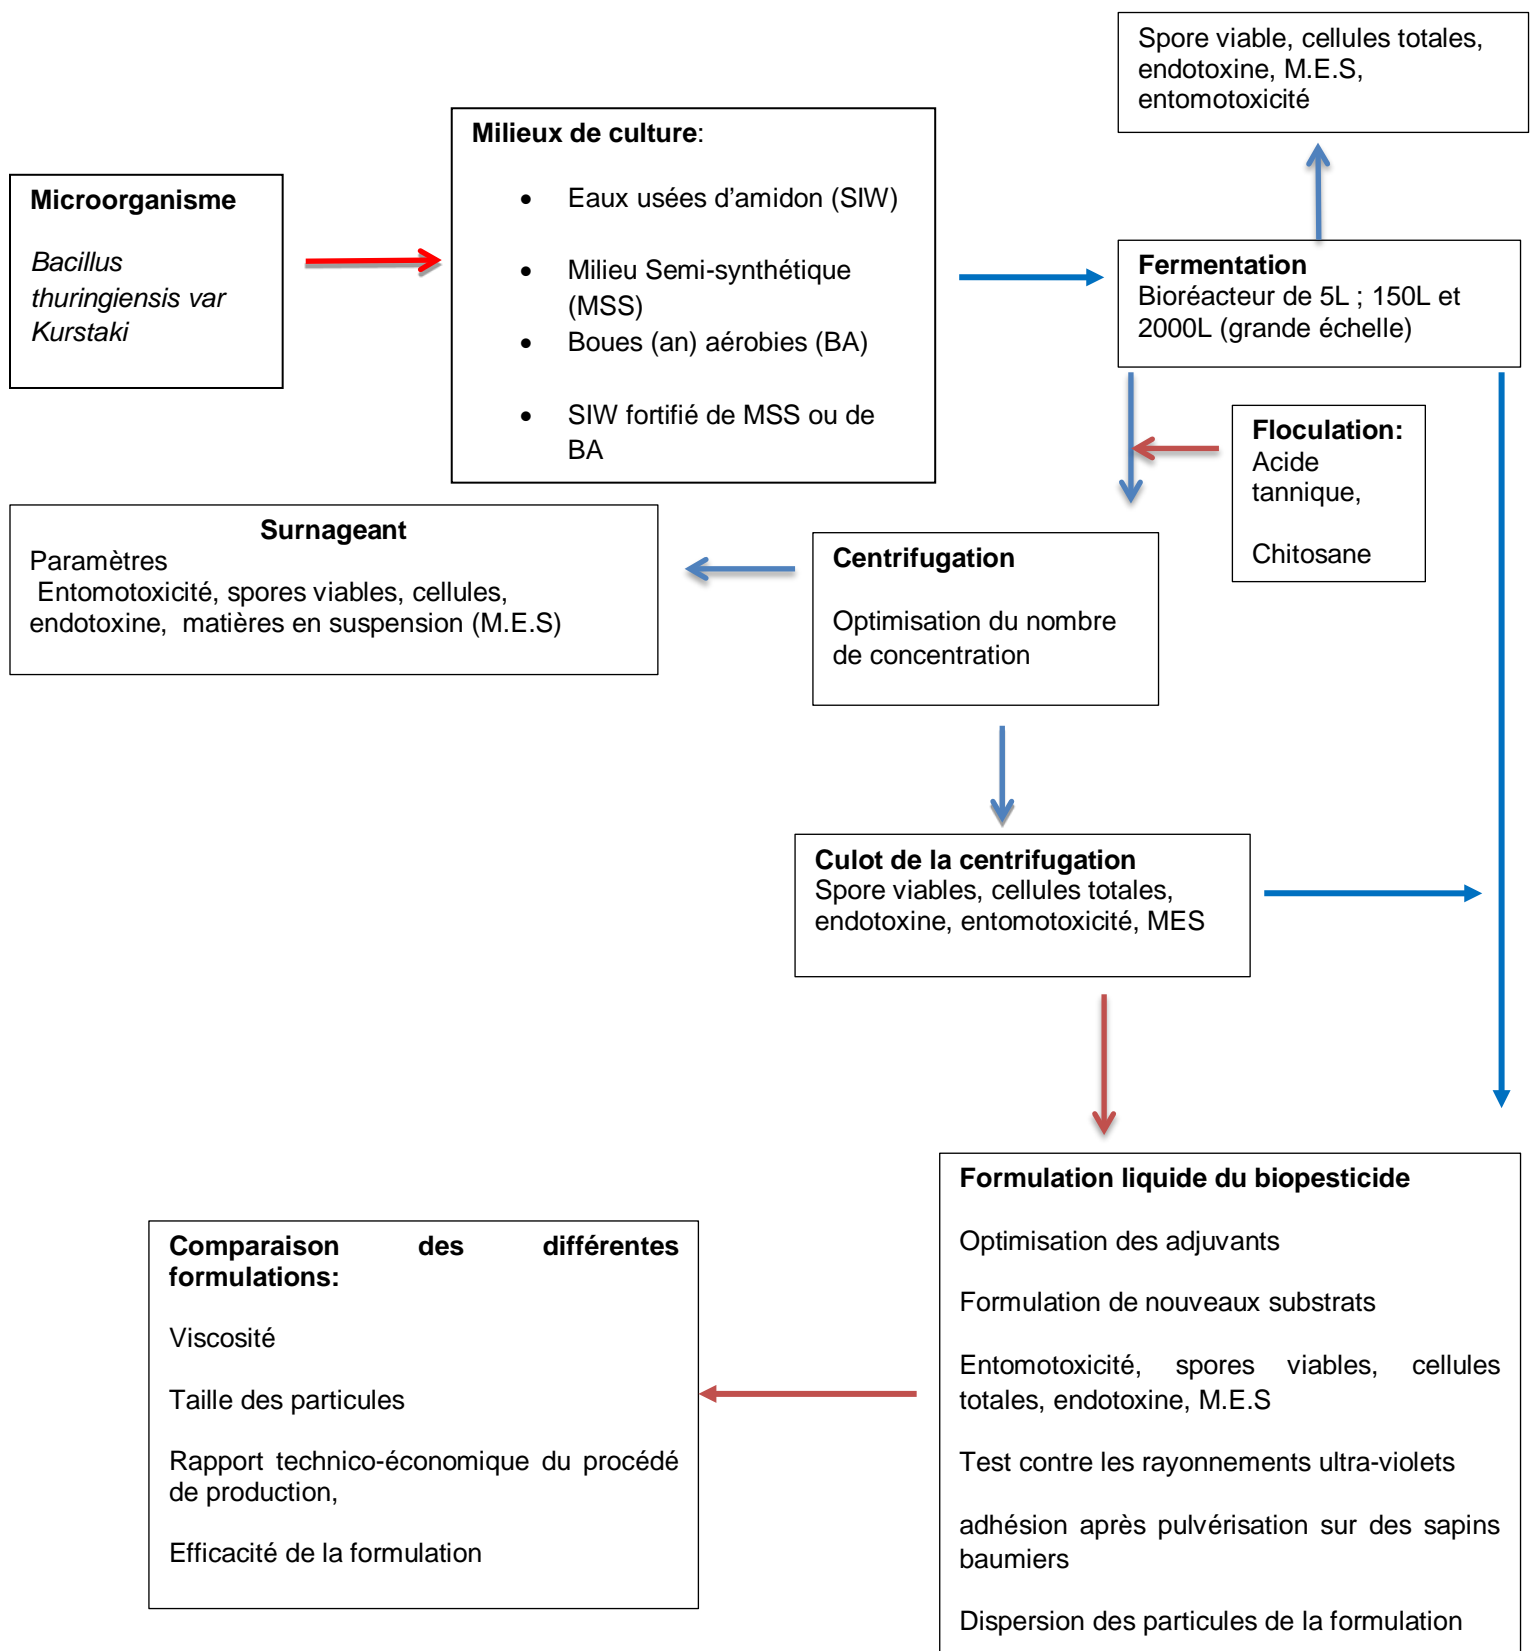 Spore viable, cellules totales,
endotoxine, M.E.S,
entomotoxicité
Milieux de culture:
• Eaux usées d’amidon (SIW)
• Milieu Semi-synthétique
(MSS)
• Boues (an) aérobies (BA)
• SIW fortifié de MSS ou de
BA
Microorganisme
Bacillus
thuringiensis var
Kurstaki
Fermentation
Bioréacteur de 5L ; 150L et
2000L (grande échelle)
Floculation:
Acide
tannique,
Chitosane
Surnageant
Paramètres
Entomotoxicité, spores viables, cellules,
endotoxine, matières en suspension (M.E.S)
Centrifugation
Optimisation du nombre
de concentration
Culot de la centrifugation
Spore viables, cellules totales,
endotoxine, entomotoxicité, MES
Formulation liquide du biopesticide
Optimisation des adjuvants
Formulation de nouveaux substrats
Entomotoxicité, spores viables, cellules
totales, endotoxine, M.E.S
Test contre les rayonnements ultra-violets
adhésion après pulvérisation sur des sapins
baumiers
Dispersion des particules de la formulation
Comparaison des différentes
formulations:
Viscosité
Taille des particules
Rapport technico-économique du procédé
de production,
Efficacité de la formulation